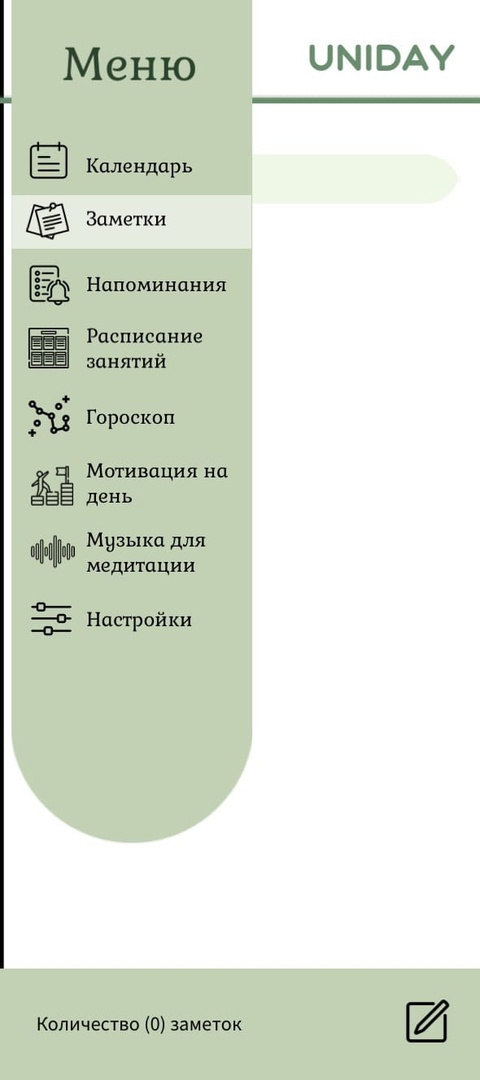 Меню
UNIDAY
Календарь
Заметки
Напоминания
Расписание
занятий
Гороскоп
Мотивация на
день
Музыка для
медитации
Настройки
Количество (0) заметок